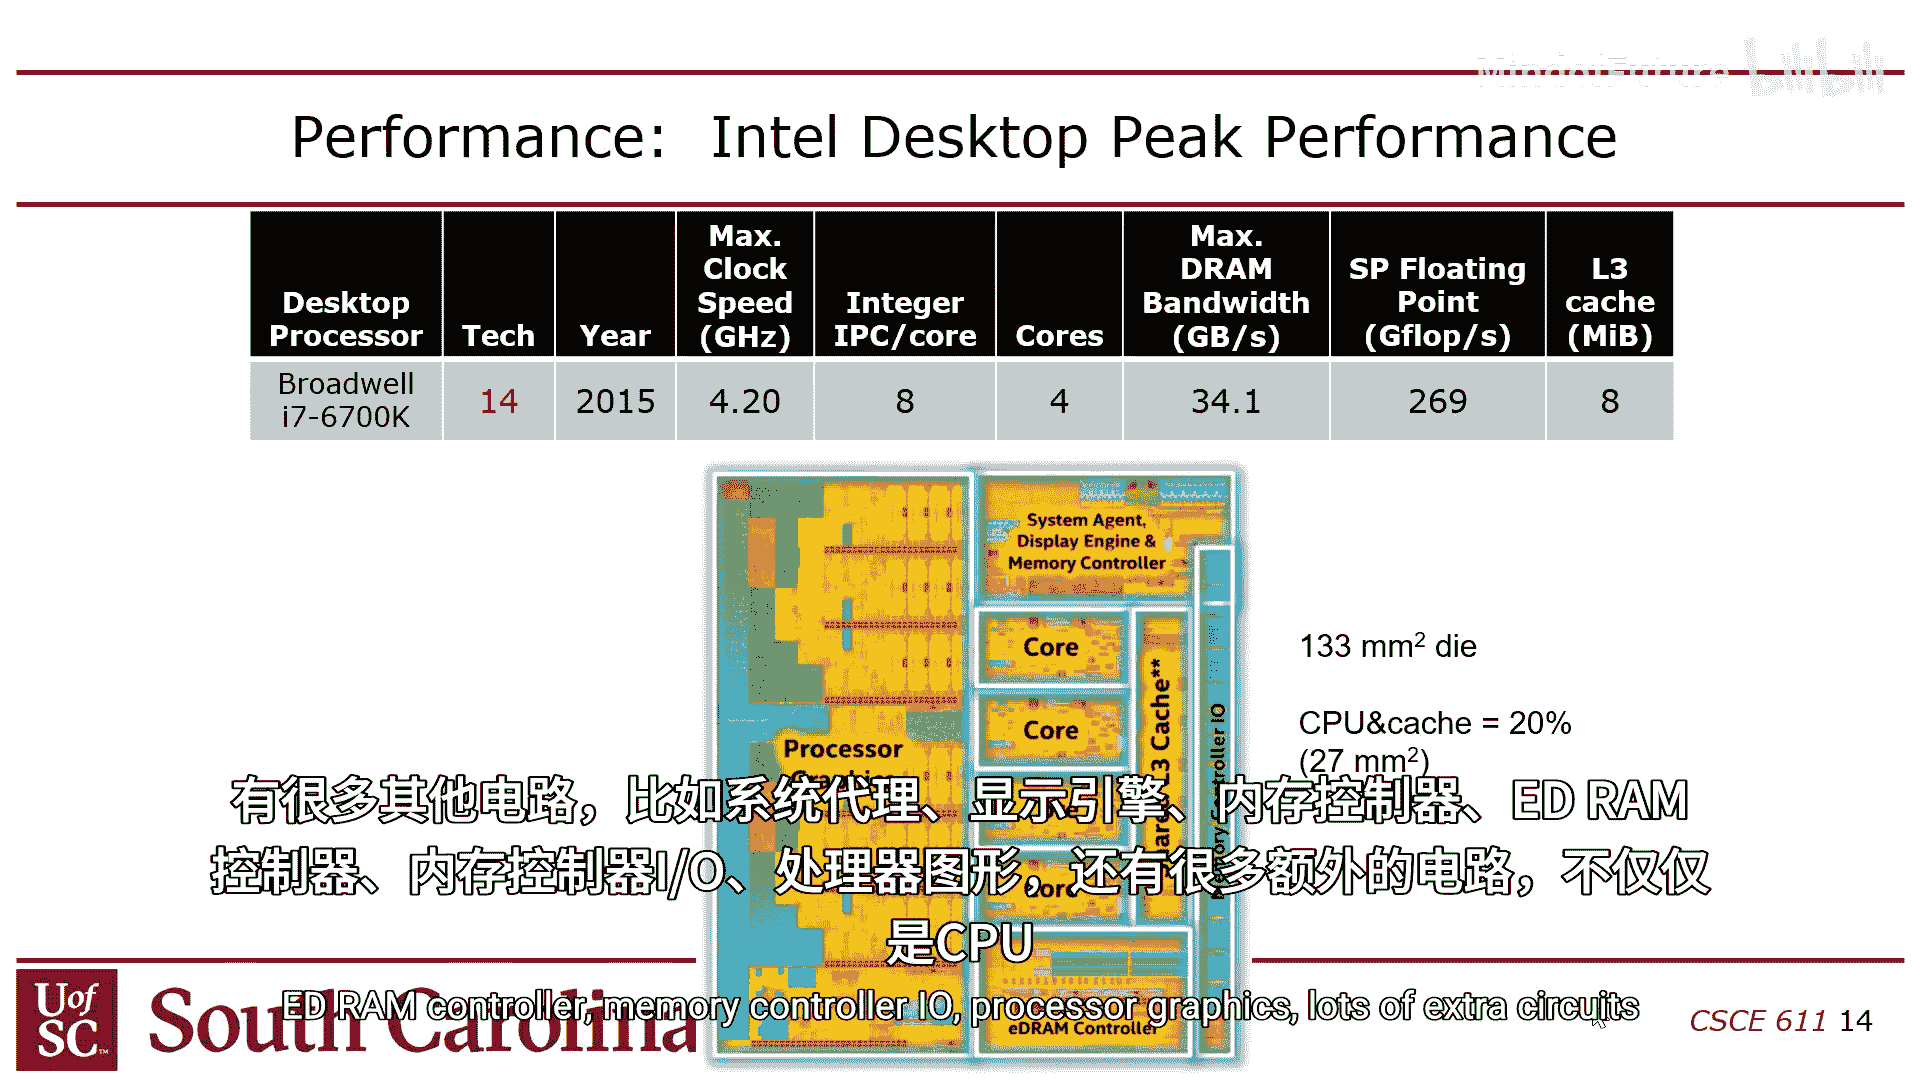 Performance: Intel Desktop Peak Performance
Desktop Processor
Tech
Year
Max. Clock Speed (GHz)
Integer IPC/core
Cores
Max. DRAM Bandwidth (GB/s)
SP Floating Point (Gflop/s)
L3 cache (MiB)
Broadwell i7-6700K
14
2015
4.20
8
4
34.1
269
8
System Agent,
Display Engine &
Memory Controller
Core
Core
Core
L3 Cache**
Processor
133 mm² die
CPU&cache = 20%
(27 mm²)
有很多其他电路，比如系统代理、显示引擎、内存控制器、ED RAM
控制器、内存控制器I/O、处理器图形，还有很多额外的电路，不仅仅
是CPU
ED RAM controller, memory controller IO, processor graphics, lots of extra circuits
eDRAM Controller
UofSC
South Carolina
CSCE 611 14